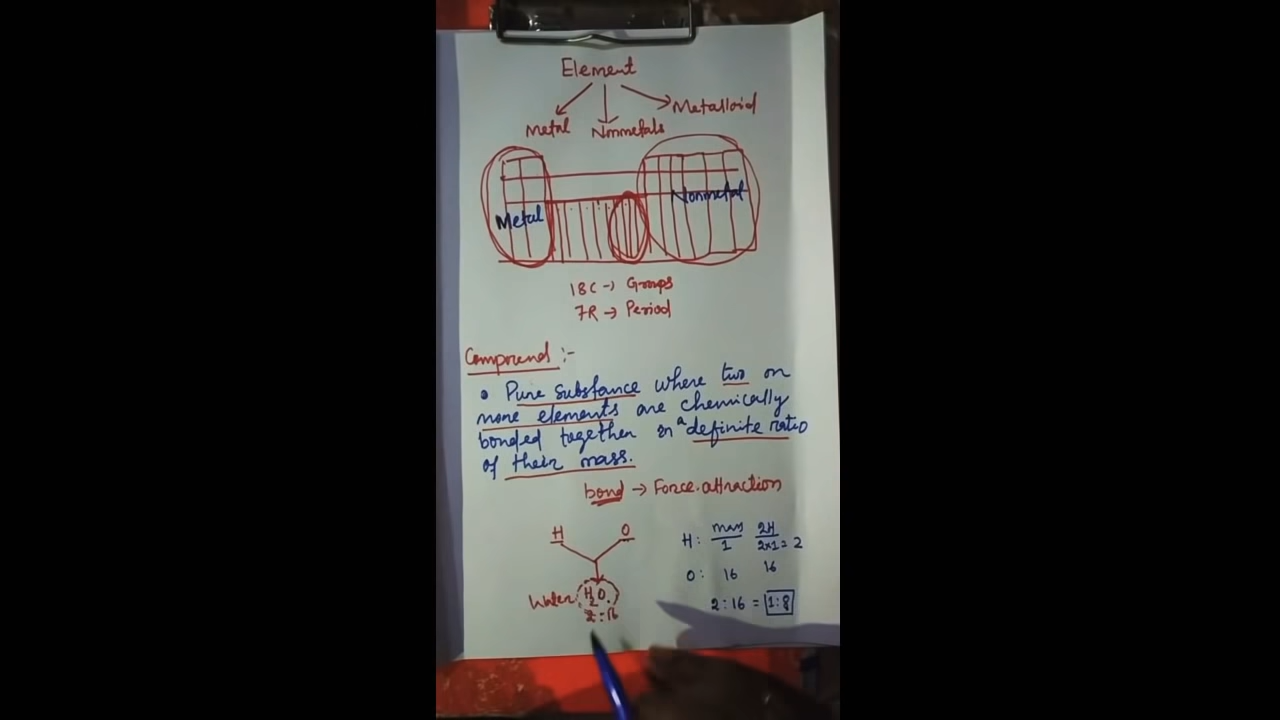 Element
Metalloid
Metal Nonmetals
Nonmetal
Metal
18C → Groups
7R → Period
Compound :-
• Pure substance where two or
more elements are chemically
bonded together in a definite ratio
of their mass.
bond → Force.attraction
H O
H : mass/1 2H/2x1 = 2
O : 16 16
Water H2O.
2 : 16 = 1:8
2 : 16